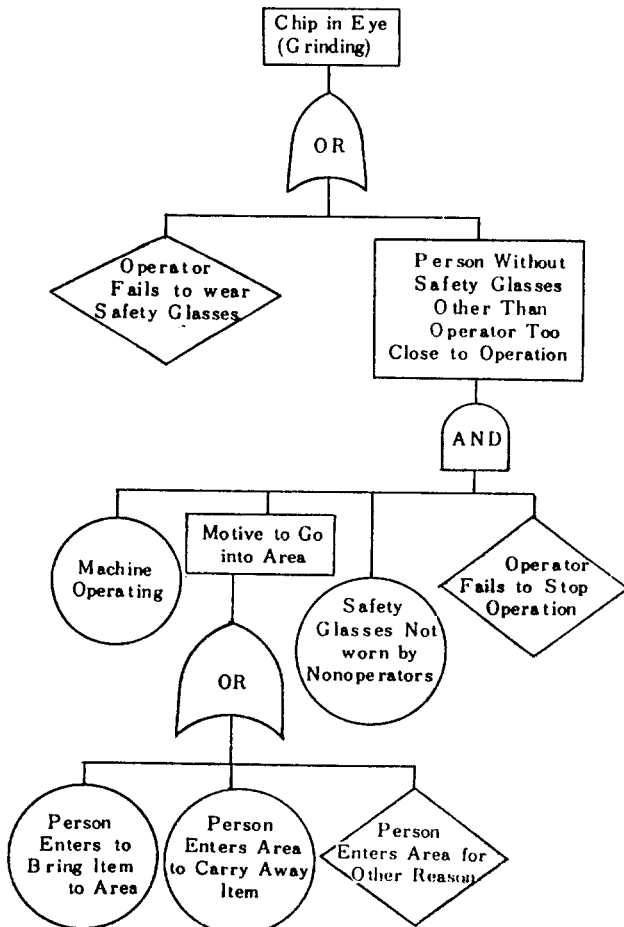 Chip in Eye
(Grinding)
OR
Operator
Fails to wear
Safety Glasses
Person Without
Safety Glasses
Other Than
Operator Too
Close to Operation
AND
Machine
Operating
Motive to Go
into Area
Safety
Glasses Not
worn by
Nonoperators
Operator
Fails to Stop
Operation
OR
Person
Enters to
Bring Item
to Area
Person
Enters Area
to Carry Away
Item
Person
Enters Area for
Other Reason